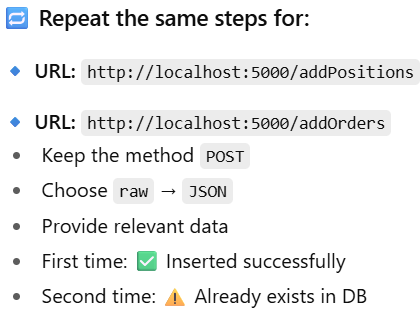 🔁 Repeat the same steps for:
🔹 URL: http://localhost:5000/addPositions
🔹 URL: http://localhost:5000/addOrders
• Keep the method POST
• Choose raw → JSON
• Provide relevant data
• First time: ✅ Inserted successfully
• Second time: ⚠️ Already exists in DB